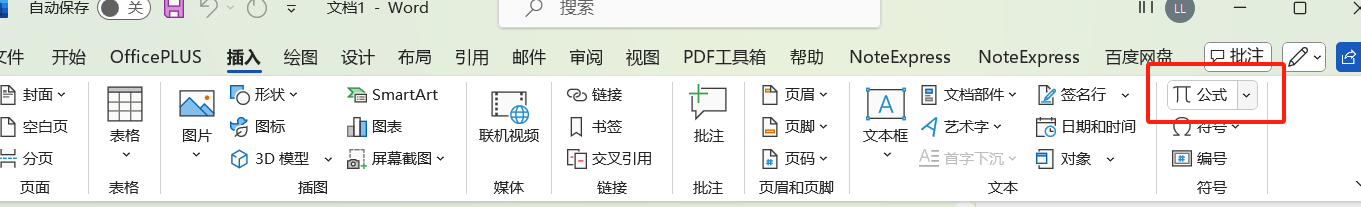 自动保存 关 文档1 - Word 搜索 LL
文件 开始 OfficePLUS 插入 绘图 设计 布局 引用 邮件 审阅 视图 PDF工具箱 帮助 NoteExpress NoteExpress 百度网盘 批注
封面 表格 图片 形状 SmartArt 联机视频 链接 批注 页眉 文本框 文档部件 签名行 公式
空白页 图标 图表 书签 页脚 艺术字 日期和时间 符号
分页 3D 模型 屏幕截图 交叉引用 页码 首字下沉 对象 编号
页面 表格 插图 媒体 链接 批注 页眉和页脚 文本 符号